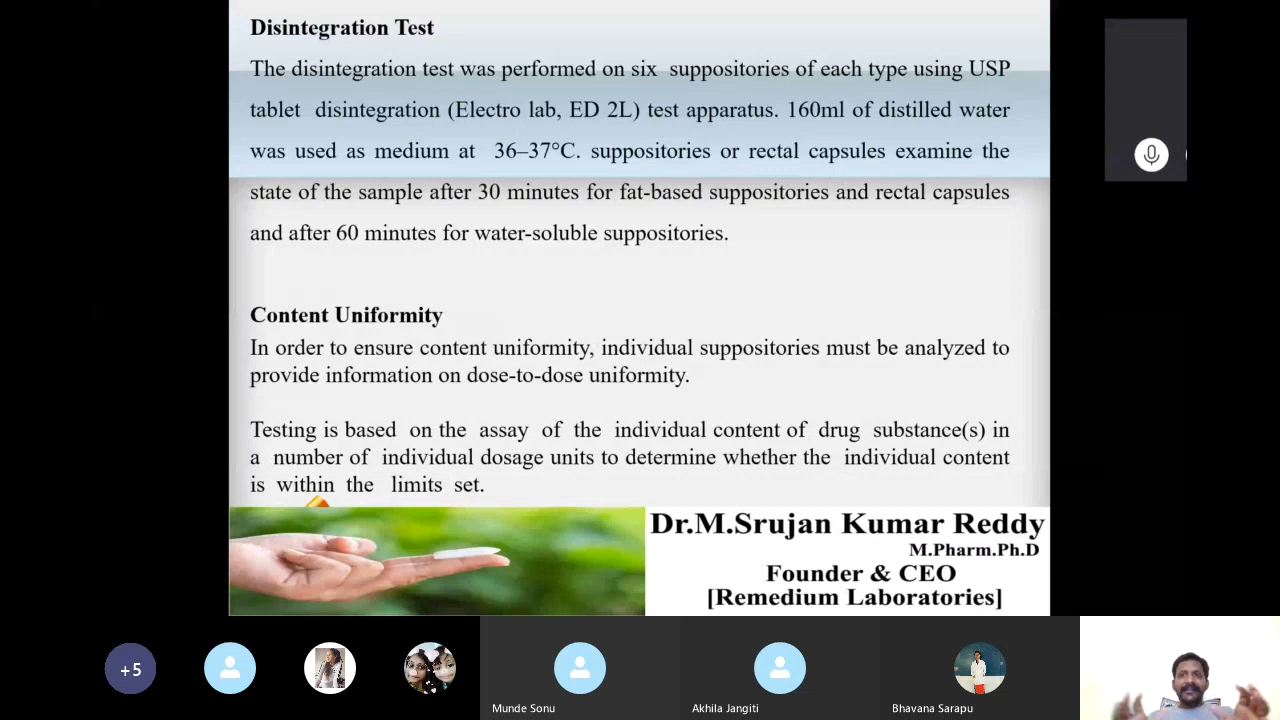 Disintegration Test
The disintegration test was performed on six suppositories of each type using USP
tablet disintegration (Electro lab, ED 2L) test apparatus. 160ml of distilled water
was used as medium at 36–37°C. suppositories or rectal capsules examine the
state of the sample after 30 minutes for fat-based suppositories and rectal capsules
and after 60 minutes for water-soluble suppositories.
Content Uniformity
In order to ensure content uniformity, individual suppositories must be analyzed to
provide information on dose-to-dose uniformity.
Testing is based on the assay of the individual content of drug substance(s) in
a number of individual dosage units to determine whether the individual content
is within the limits set.
Dr.M.Srujan Kumar Reddy
M.Pharm.Ph.D
Founder & CEO
[Remedium Laboratories]
+5
Munde Sonu
Akhila Jangiti
Bhavana Sarapu